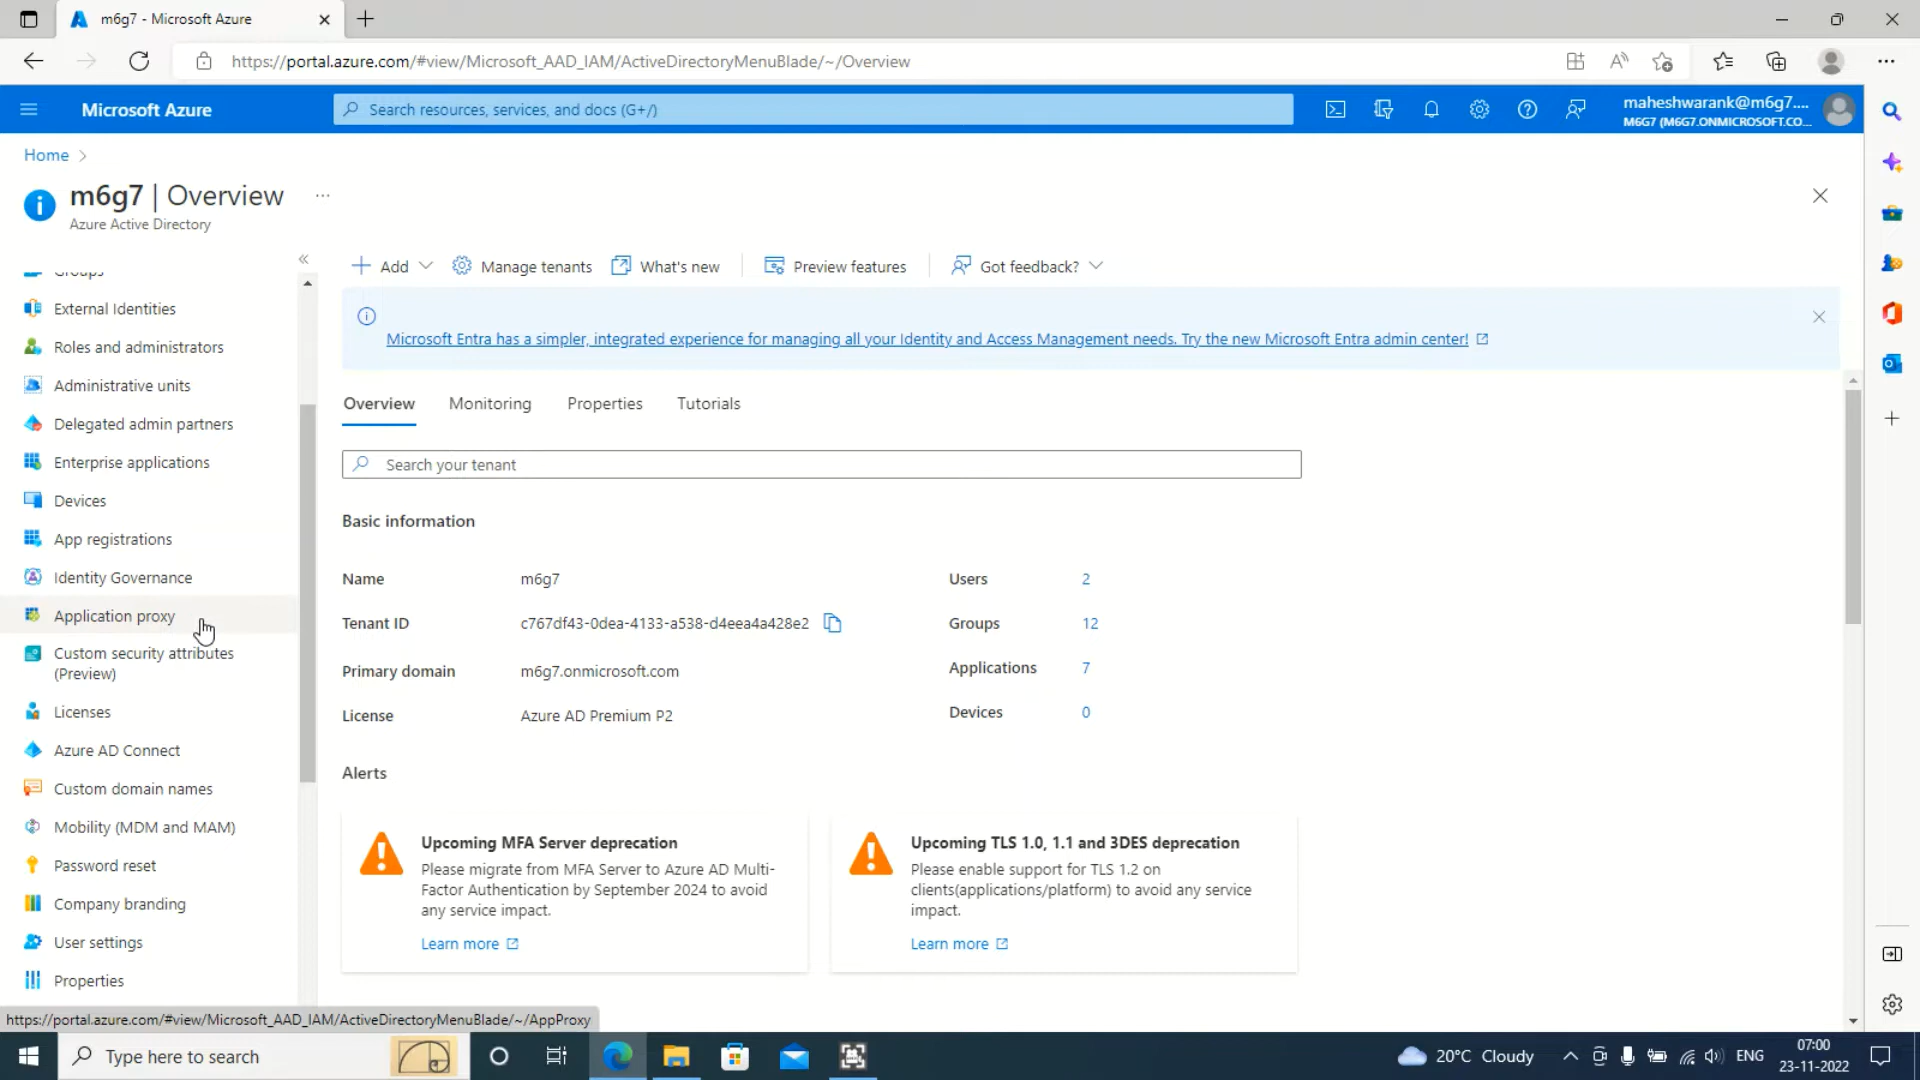 m6g7 - Microsoft Azure
https://portal.azure.com/#view/Microsoft_AAD_IAM/ActiveDirectoryMenuBlade/~/Overview
Microsoft Azure
Search resources, services, and docs (G+/)
maheshwarank@m6g7....
M6G7 (M6G7.ONMICROSOFT.CO...
Home
m6g7 | Overview
Azure Active Directory
Groups
External Identities
Roles and administrators
Administrative units
Delegated admin partners
Enterprise applications
Devices
App registrations
Identity Governance
Application proxy
Custom security attributes
(Preview)
Licenses
Azure AD Connect
Custom domain names
Mobility (MDM and MAM)
Password reset
Company branding
User settings
Properties
Add
Manage tenants
What's new
Preview features
Got feedback?
Microsoft Entra has a simpler, integrated experience for managing all your Identity and Access Management needs. Try the new Microsoft Entra admin center!
Overview
Monitoring
Properties
Tutorials
Search your tenant
Basic information
Name m6g7
Tenant ID c767df43-0dea-4133-a538-d4eea4a428e2
Primary domain m6g7.onmicrosoft.com
License Azure AD Premium P2
Users 2
Groups 12
Applications 7
Devices 0
Alerts
Upcoming MFA Server deprecation
Please migrate from MFA Server to Azure AD Multi-
Factor Authentication by September 2024 to avoid
any service impact.
Learn more
Upcoming TLS 1.0, 1.1 and 3DES deprecation
Please enable support for TLS 1.2 on
clients(applications/platform) to avoid any service
impact.
Learn more
https://portal.azure.com/#view/Microsoft_AAD_IAM/ActiveDirectoryMenuBlade/~/AppProxy
Type here to search
20°C Cloudy
ENG
07:00
23-11-2022